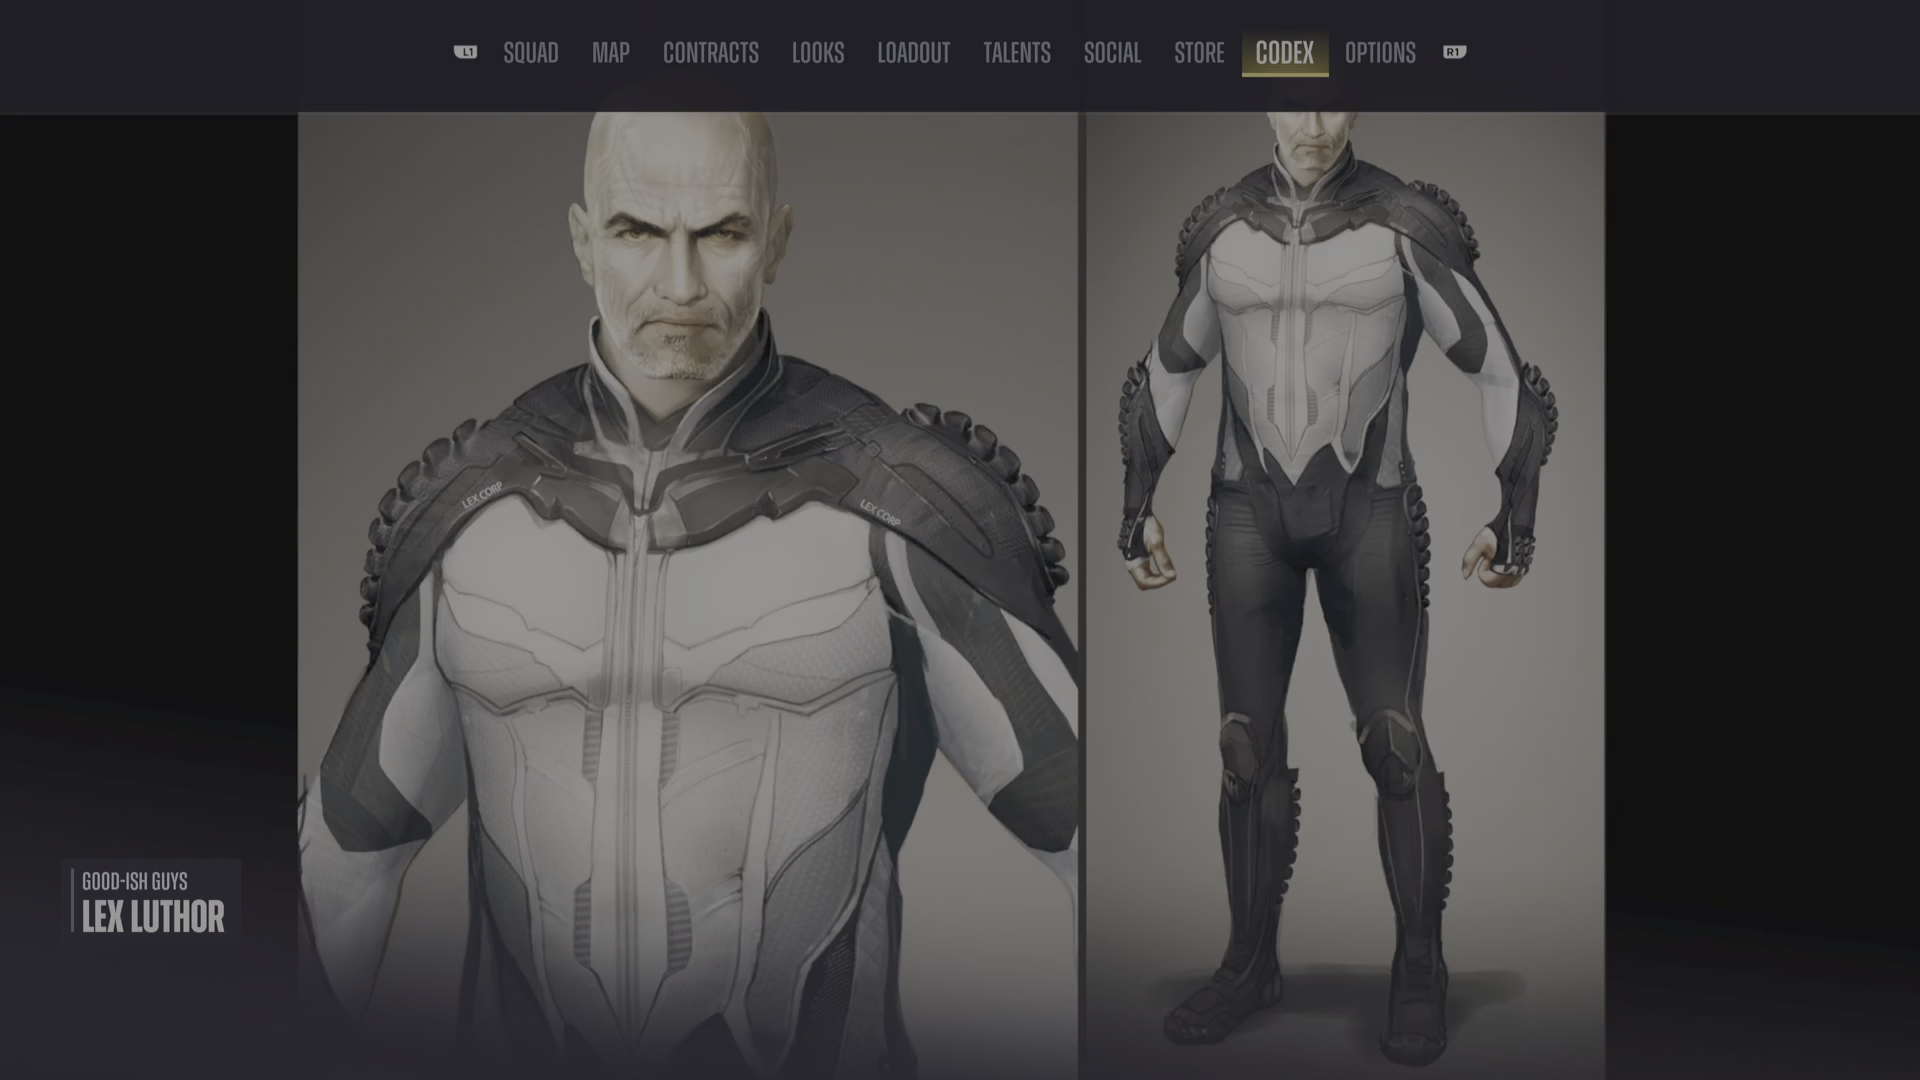 L1 SQUAD MAP CONTRACTS LOOKS LOADOUT TALENTS SOCIAL STORE CODEX OPTIONS R1
LEX CORP LEX CORP
GOOD-ISH GUYS
LEX LUTHOR